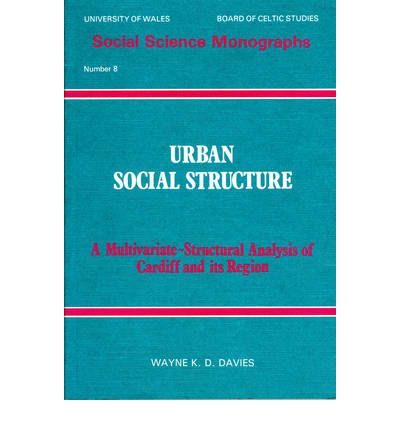 UNIVERSITY OF WALES BOARD OF CELTIC STUDIES
Social Science Monographs
Number 8
URBAN
SOCIAL STRUCTURE
A Multivariate-Structural Analysis of
Cardiff and its Region
WAYNE K. D. DAVIES